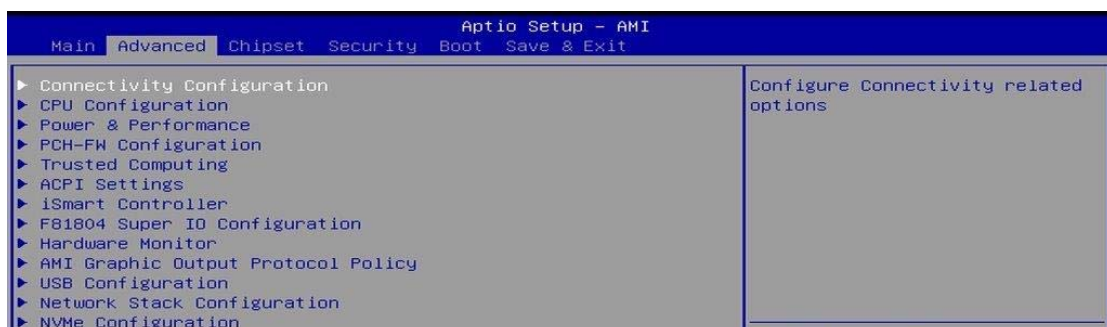 Aptio Setup – AMI
Main Advanced Chipset Security Boot Save & Exit
▶ Connectivity Configuration
▶ CPU Configuration
▶ Power & Performance
▶ PCH-FW Configuration
▶ Trusted Computing
▶ ACPI Settings
▶ iSmart Controller
▶ F81804 Super IO Configuration
▶ Hardware Monitor
▶ AMI Graphic Output Protocol Policy
▶ USB Configuration
▶ Network Stack Configuration
▶ NVMe Configuration
Configure Connectivity related
options